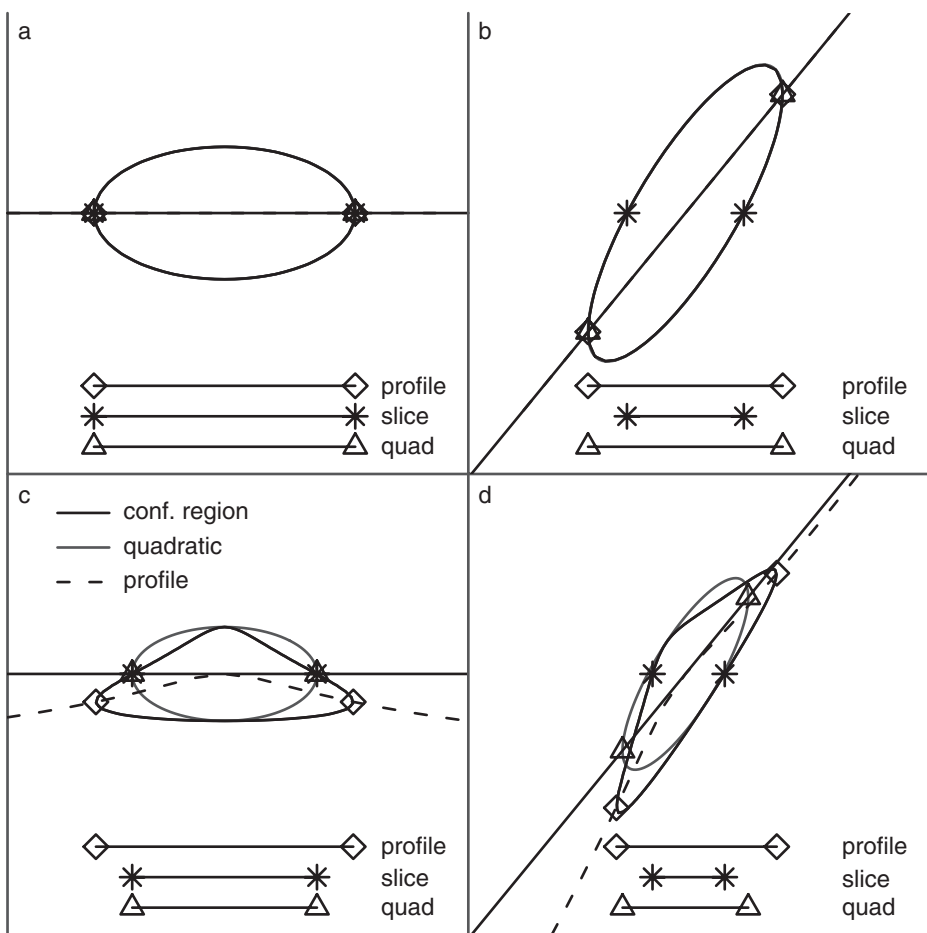 a
profile
slice
quad
b
profile
slice
quad
c
conf. region
quadratic
profile
profile
slice
quad
d
profile
slice
quad